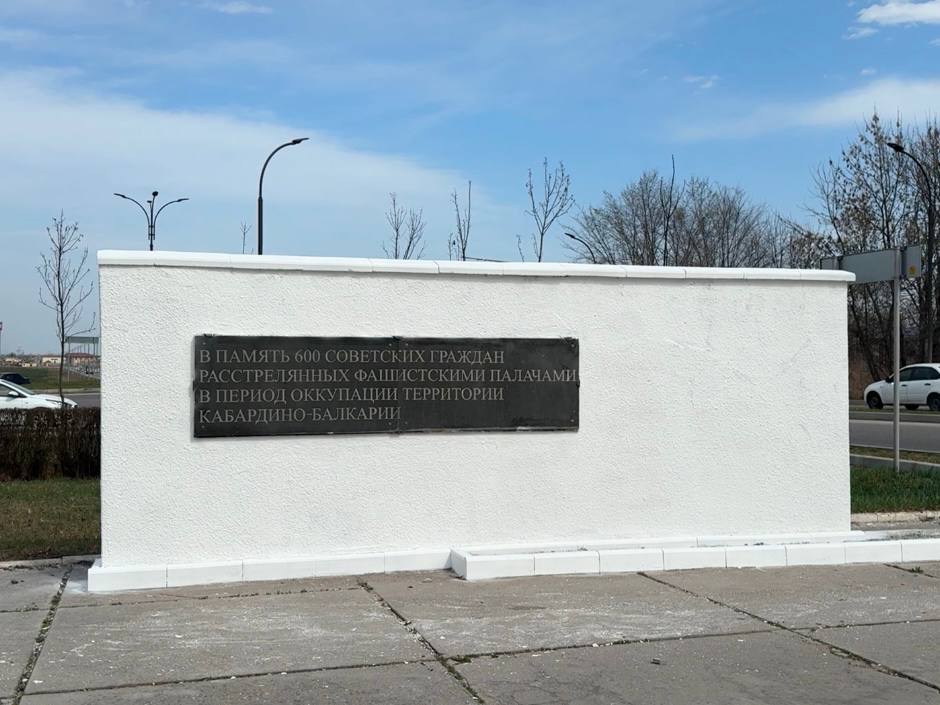 В ПАМЯТЬ 600 СОВЕТСКИХ ГРАЖДАН
РАССТРЕЛЯННЫХ ФАШИСТСКИМИ ПАЛАЧАМИ
В ПЕРИОД ОККУПАЦИИ ТЕРРИТОРИИ
КАБАРДИНО-БАЛКАРИИ